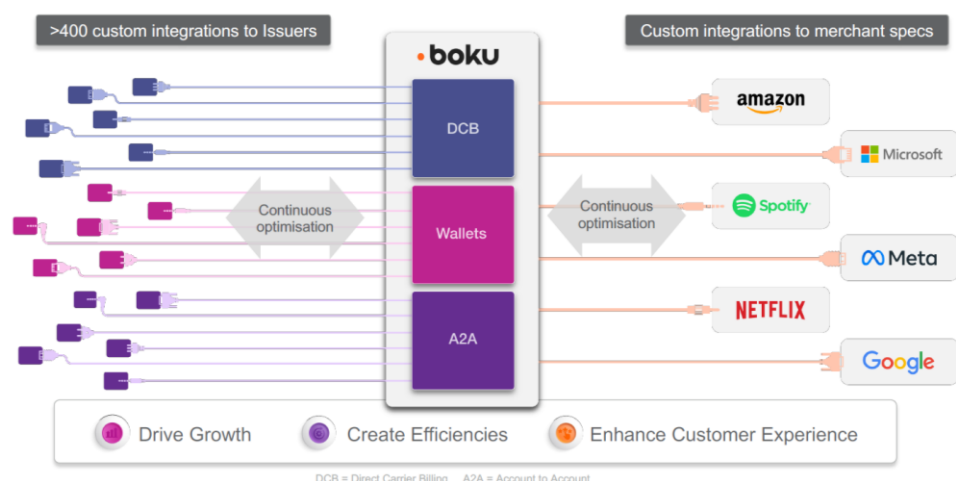 >400 custom integrations to Issuers
Custom integrations to merchant specs
boku
DCB
Wallets
A2A
Continuous
optimisation
Continuous
optimisation
amazon
Microsoft
Spotify
Meta
NETFLIX
Google
Drive Growth
Create Efficiencies
Enhance Customer Experience
DCB = Direct Carrier Billing A2A = Account to Account